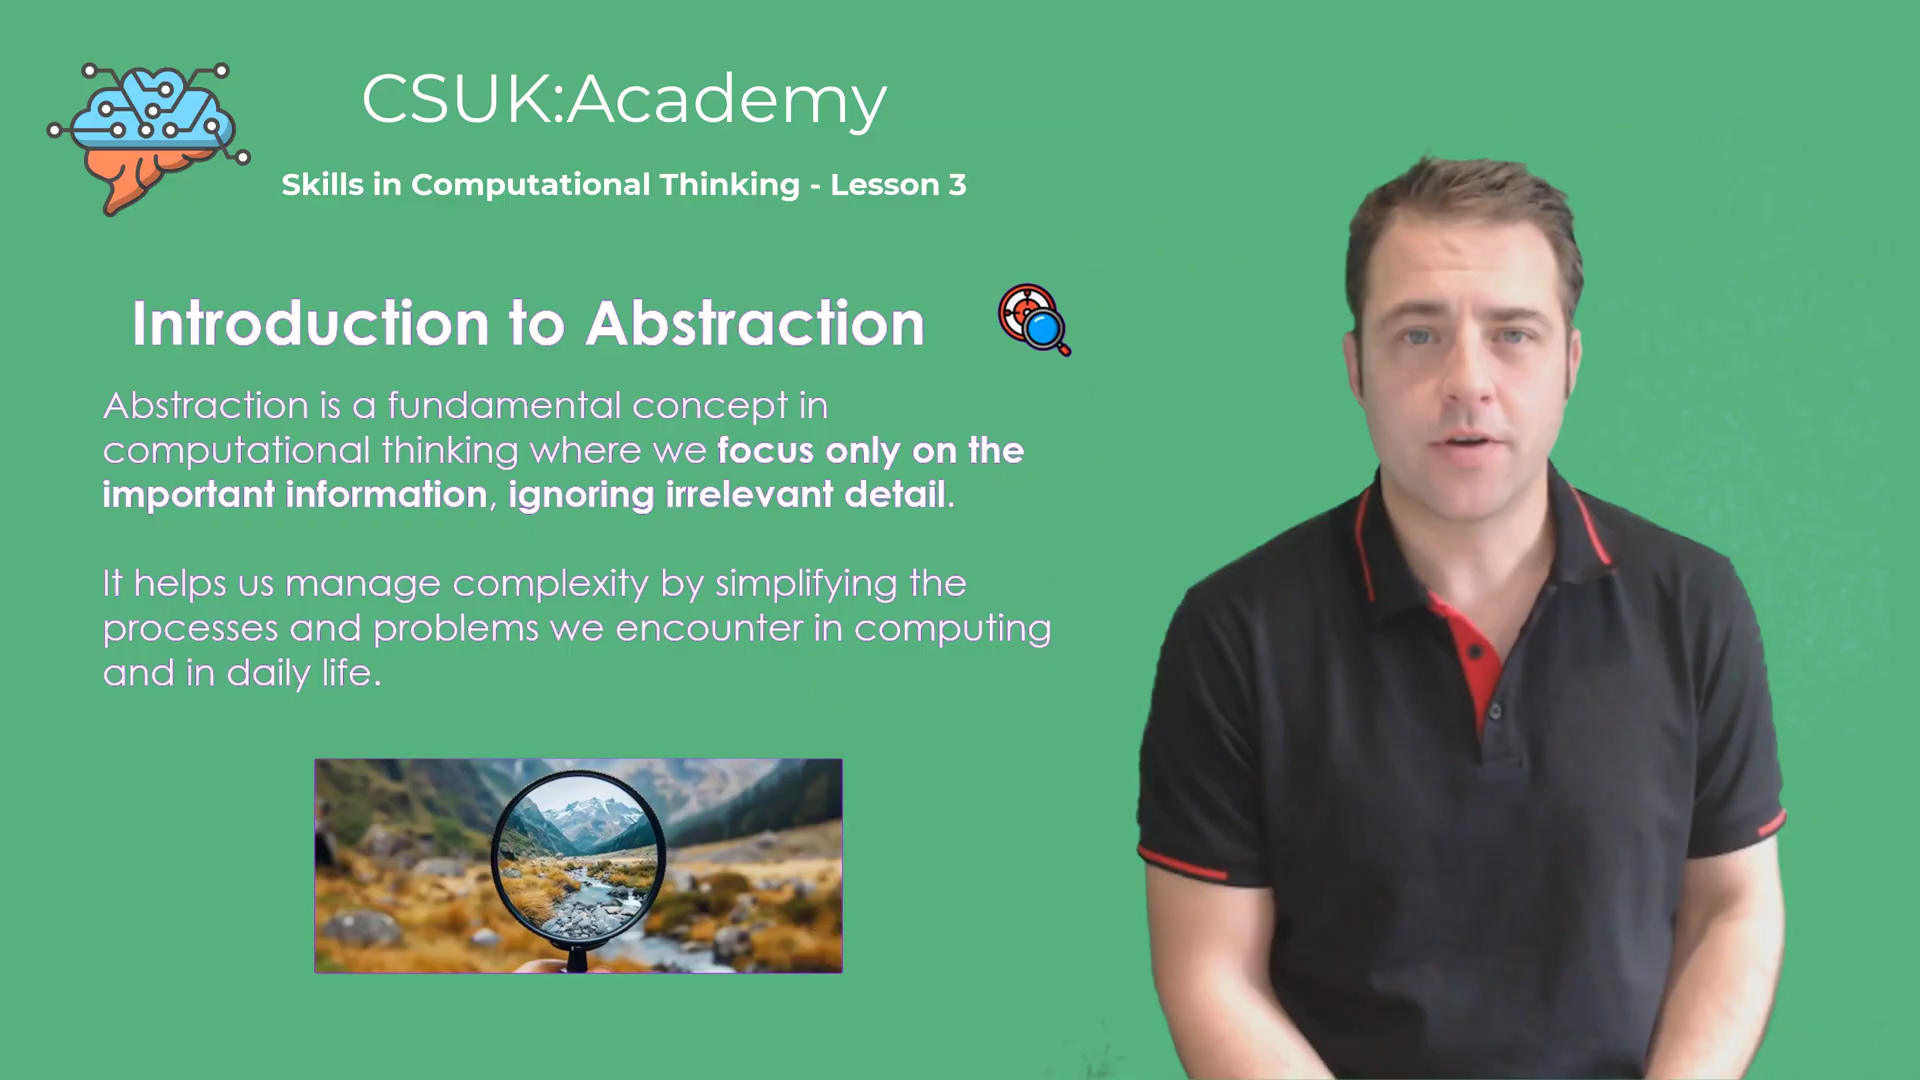 CSUK:Academy
Skills in Computational Thinking - Lesson 3
Introduction to Abstraction
Abstraction is a fundamental concept in
computational thinking where we focus only on the
important information, ignoring irrelevant detail.
It helps us manage complexity by simplifying the
processes and problems we encounter in computing
and in daily life.